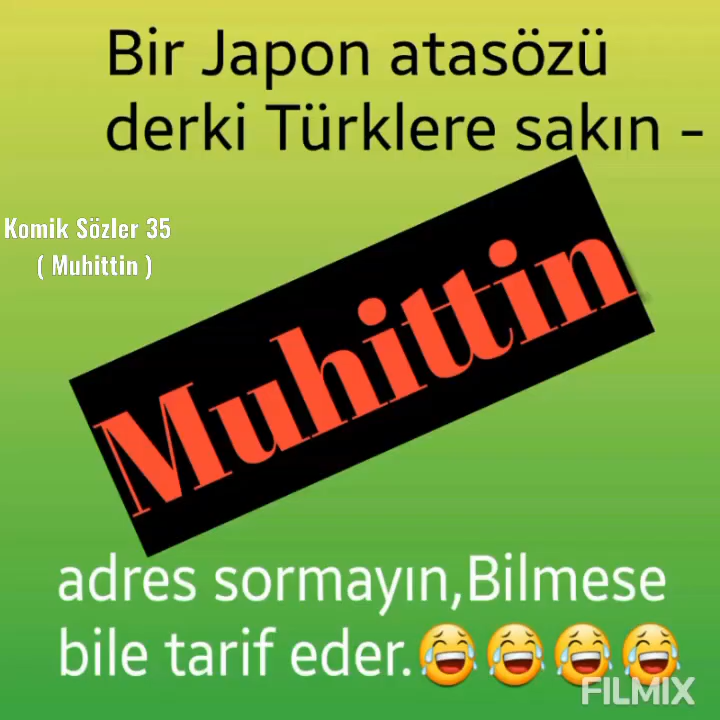 Bir Japon atasözü
derki Türklere sakın -
Komik Sözler 35
( Muhittin )
Muhittin
adres sormayın,Bilmese
bile tarif eder.😂😂😂😂
FILMIX